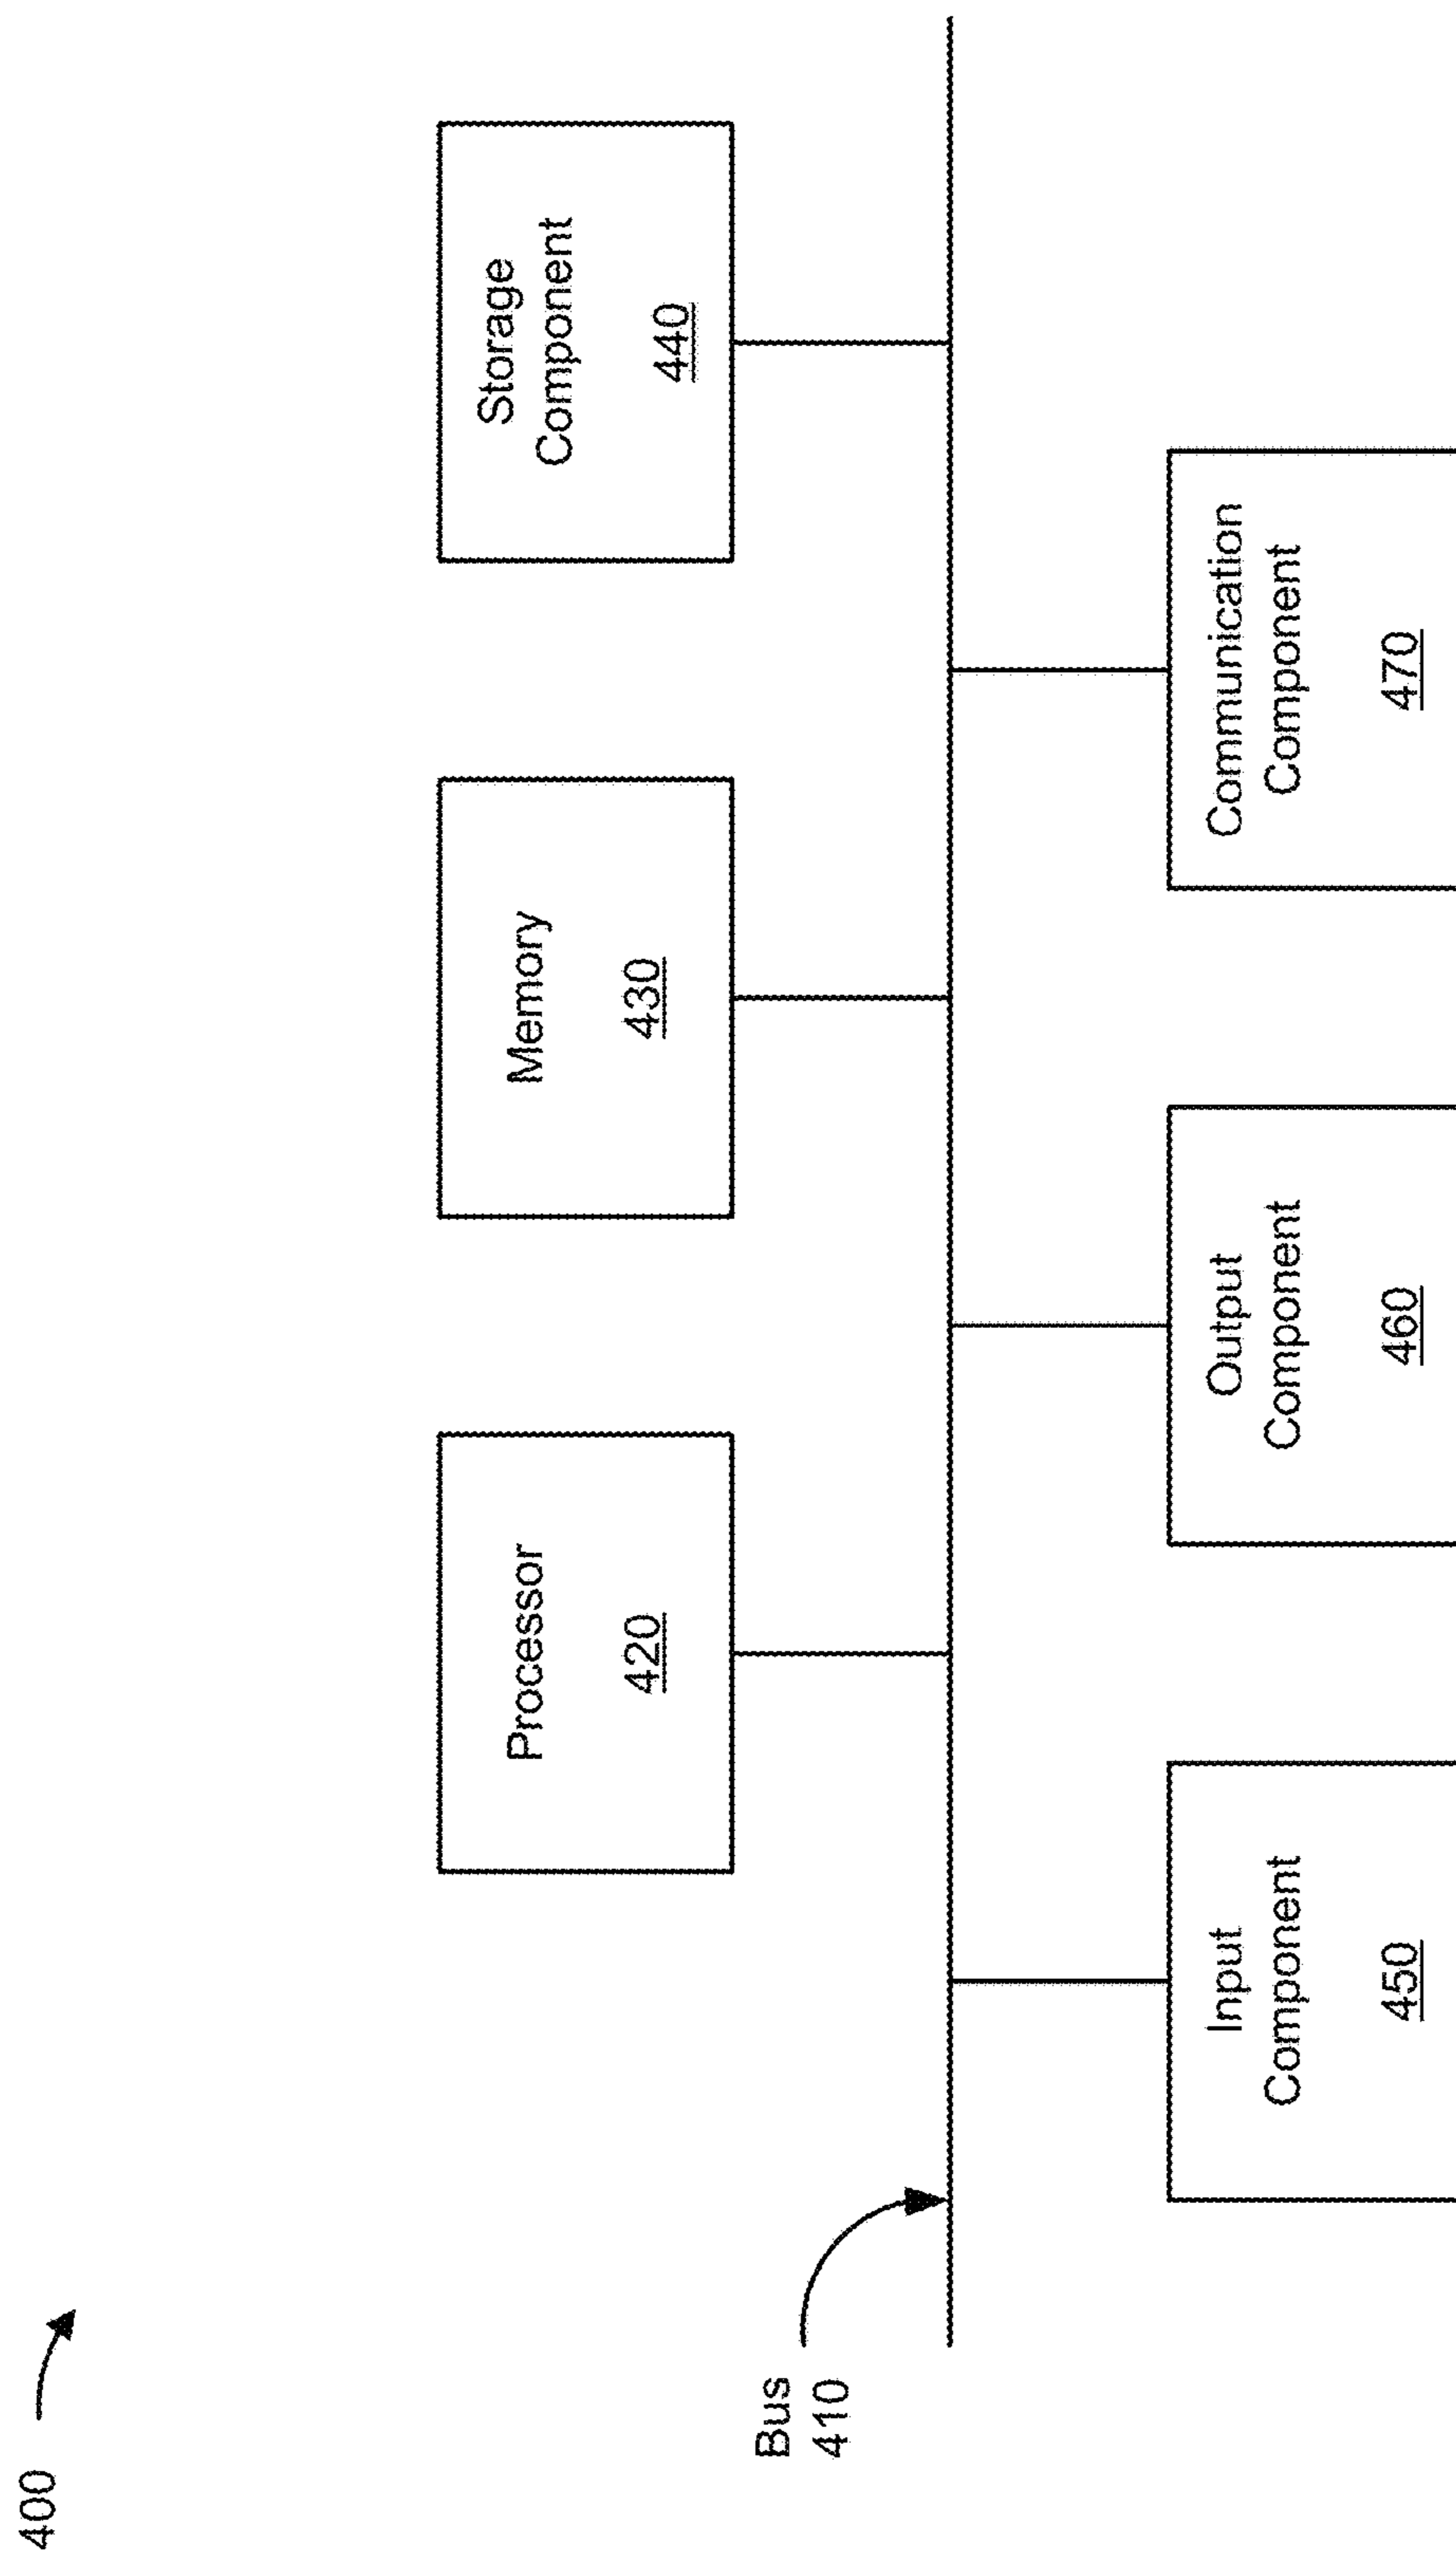 400
Processor
420
Memory
430
Storage
Component
440
Bus
410
Input
Component
450
Output
Component
460
Communication
Component
470